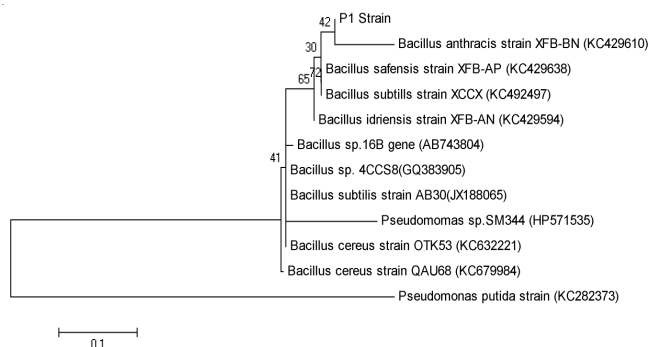 42 P1 Strain
30 Bacillus anthracis strain XFB-BN (KC429610)
72 Bacillus safensis strain XFB-AP (KC429638)
65 Bacillus subtills strain XCCX (KC492497)
Bacillus idriensis strain XFB-AN (KC429594)
Bacillus sp.16B gene (AB743804)
41 Bacillus sp. 4CCS8(GQ383905)
Bacillus subtilis strain AB30(JX188065)
Pseudomomas sp.SM344 (HP571535)
Bacillus cereus strain OTK53 (KC632221)
Bacillus cereus strain QAU68 (KC679984)
Pseudomonas putida strain (KC282373)
0.1